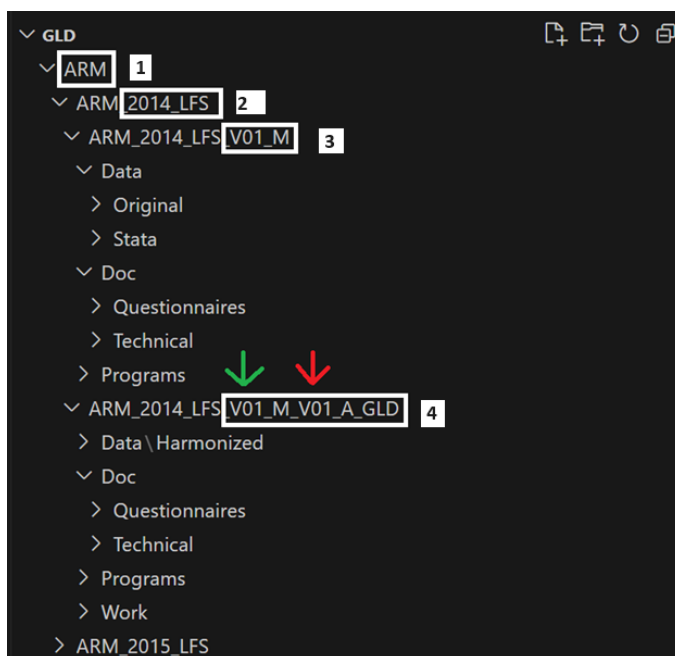 GLD
ARM 1
ARM_2014_LFS 2
ARM_2014_LFS_V01_M 3
Data
Original
Stata
Doc
Questionnaires
Technical
Programs
ARM_2014_LFS_V01_M_V01_A_GLD 4
Data\Harmonized
Doc
Questionnaires
Technical
Programs
Work
ARM_2015_LFS